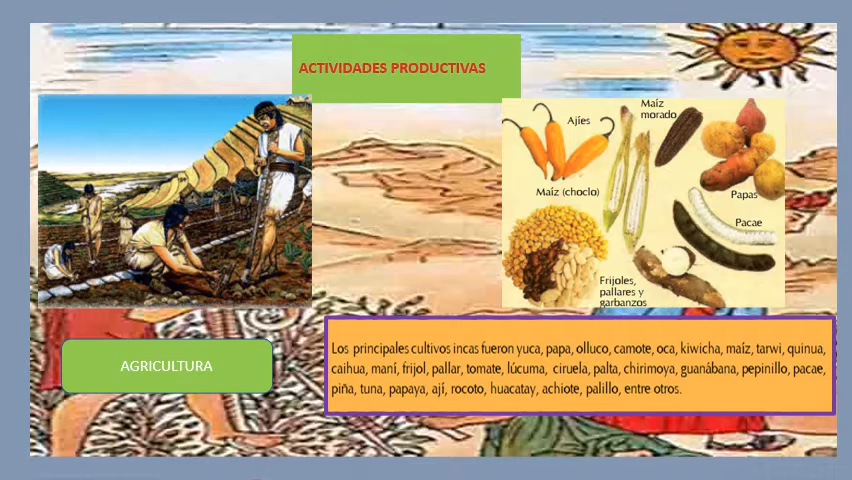 ACTIVIDADES PRODUCTIVAS
Ajíes
Maíz
morado
Maíz (choclo)
Papas
Pacae
Frijoles,
pallares y
garbanzos
AGRICULTURA
Los principales cultivos incas fueron yuca, papa, olluco, camote, oca, kiwicha, maíz, tarwi, quinua,
caihua, maní, frijol, pallar, tomate, lúcuma, ciruela, palta, chirimoya, guanábana, pepinillo, pacae,
piña, tuna, papaya, ají, rocoto, huacatay, achiote, palillo, entre otros.